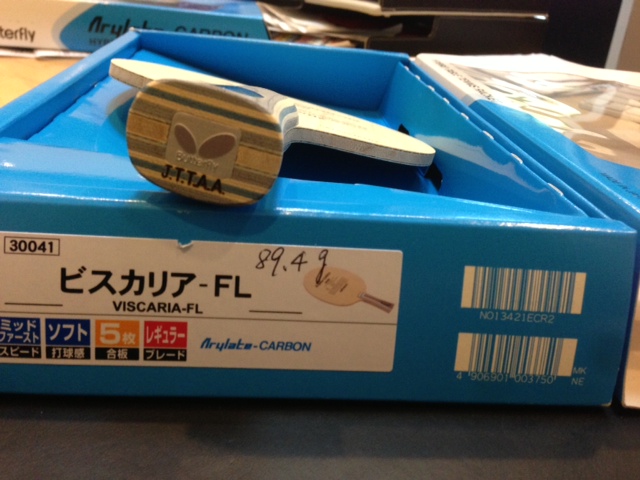 Arylate-CARBON
Butterfly
J.T.T.A.A.
30041
89.4g
ビスカリア-FL
VISCARIA-FL
ミッド
ファースト
スピード
ソフト
打球感
5枚
合板
レギュラー
ブレード
Arylate-CARBON
NO13421ECR2
4 906901 003750
MK
NE